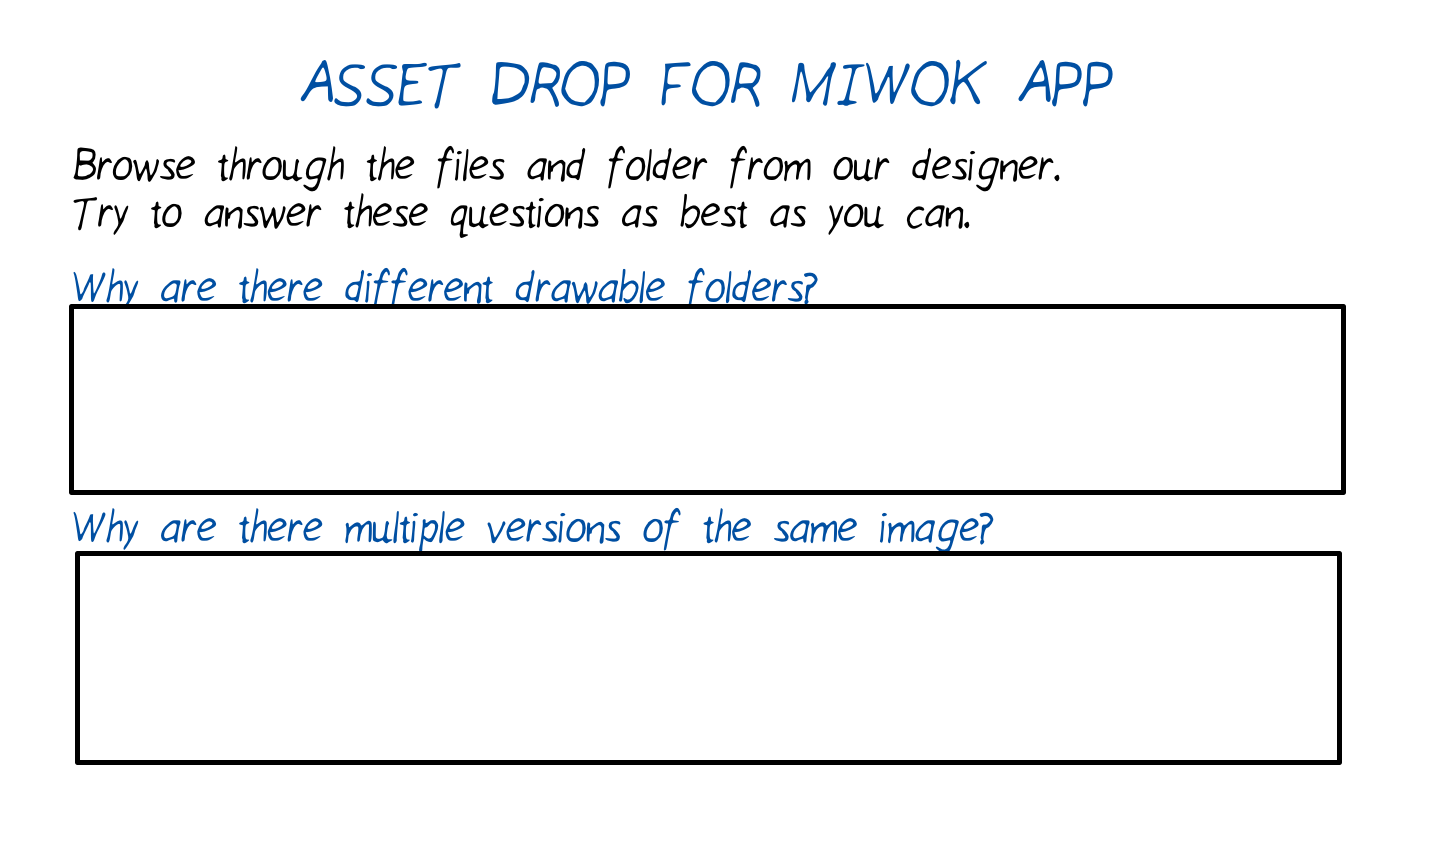 ASSET DROP FOR MIWOK APP
Browse through the files and folder from our designer.
Try to answer these questions as best as you can.
Why are there different drawable folders?
Why are there multiple versions of the same image?